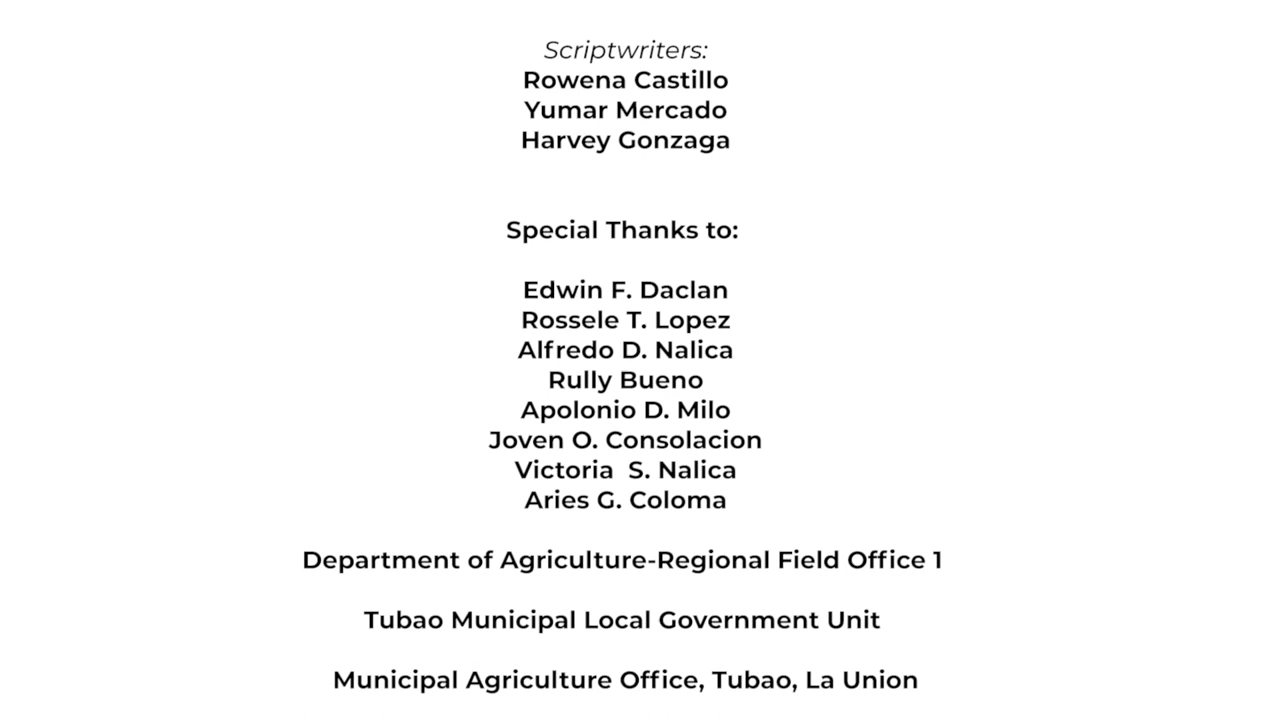 Scriptwriters:
Rowena Castillo
Yumar Mercado
Harvey Gonzaga
Special Thanks to:
Edwin F. Daclan
Rossele T. Lopez
Alfredo D. Nalica
Rully Bueno
Apolonio D. Milo
Joven O. Consolacion
Victoria  S. Nalica
Aries G. Coloma
Department of Agriculture-Regional Field Office 1
Tubao Municipal Local Government Unit
Municipal Agriculture Office, Tubao, La Union